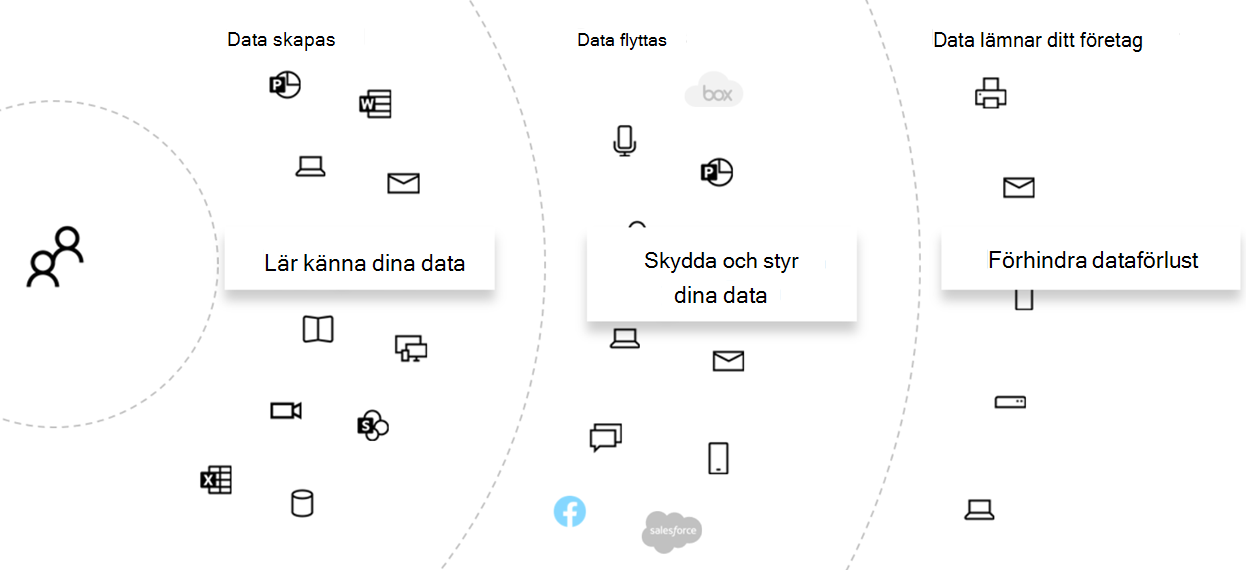 Data skapas
Data flyttas
Data lämnar ditt företag
P
W
box
P
Lär känna dina data
Skydda och styr
dina data
Förhindra dataförlust
S
X
f
salesforce